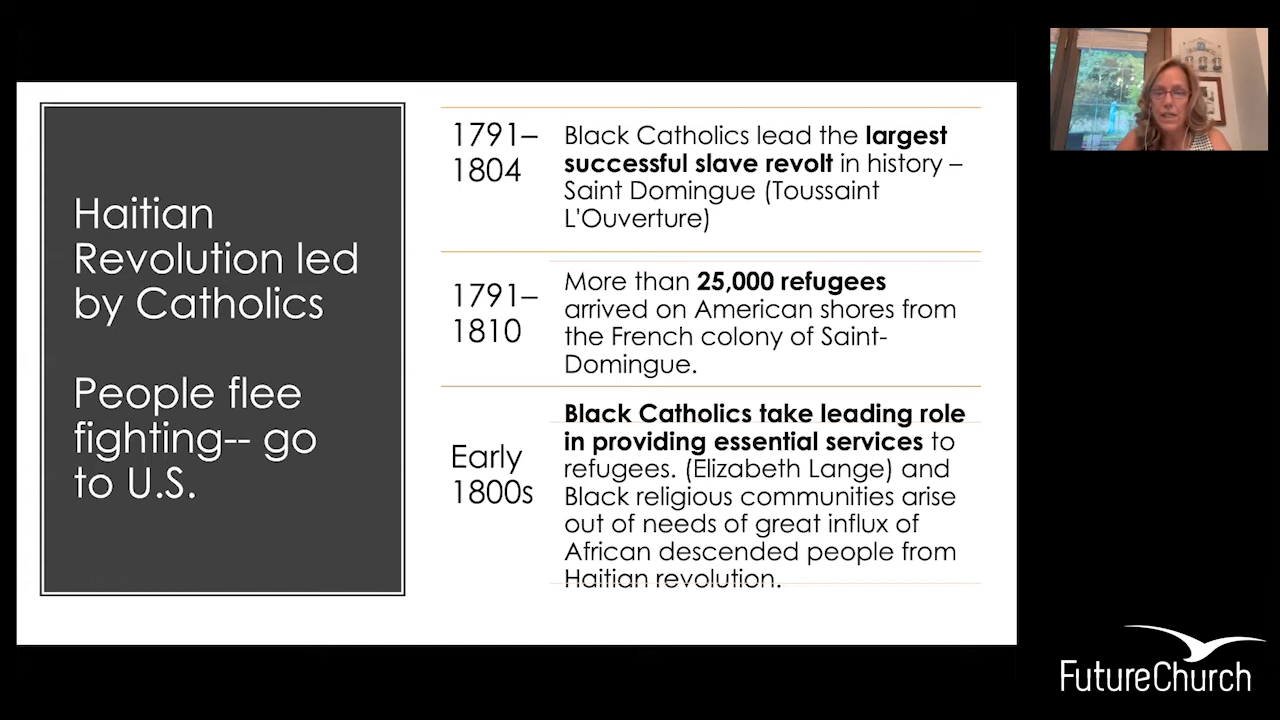 Haitian
Revolution led
by Catholics
People flee
fighting-- go
to U.S.
1791–
1804
Black Catholics lead the largest
successful slave revolt in history –
Saint Domingue (Toussaint
L'Ouverture)
1791–
1810
More than 25,000 refugees
arrived on American shores from
the French colony of Saint-
Domingue.
Early
1800s
Black Catholics take leading role
in providing essential services to
refugees. (Elizabeth Lange) and
Black religious communities arise
out of needs of great influx of
African descended people from
Haitian revolution.
FutureChurch